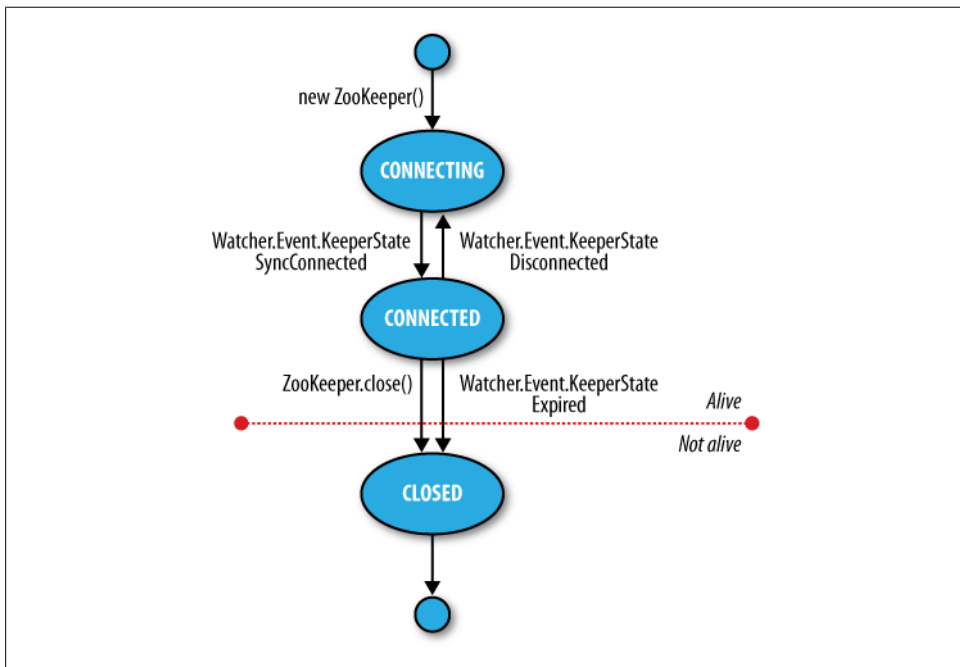 new ZooKeeper()
CONNECTING
Watcher.Event.KeeperState
SyncConnected
Watcher.Event.KeeperState
Disconnected
CONNECTED
ZooKeeper.close()
Watcher.Event.KeeperState
Expired
Alive
Not alive
CLOSED